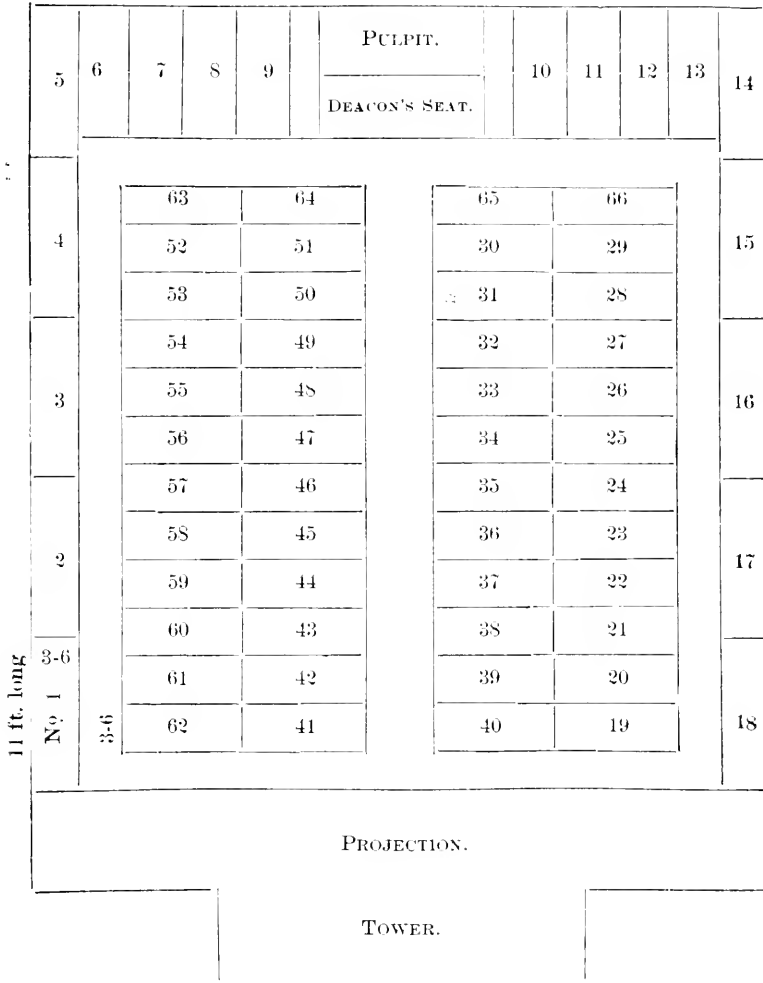 PULPIT.
5 6 7 8 9 10 11 12 13 14
DEACON'S SEAT.
63 64 65 66
4 52 51 30 29 15
53 50 31 28
54 49 32 27
3 55 48 33 26 16
56 47 34 25
57 46 35 24
58 45 36 23
2 59 44 37 22 17
60 43 38 21
3-6
61 42 39 20
11 ft. long
No. 1
3-6
62 41 40 19 18
PROJECTION.
TOWER.